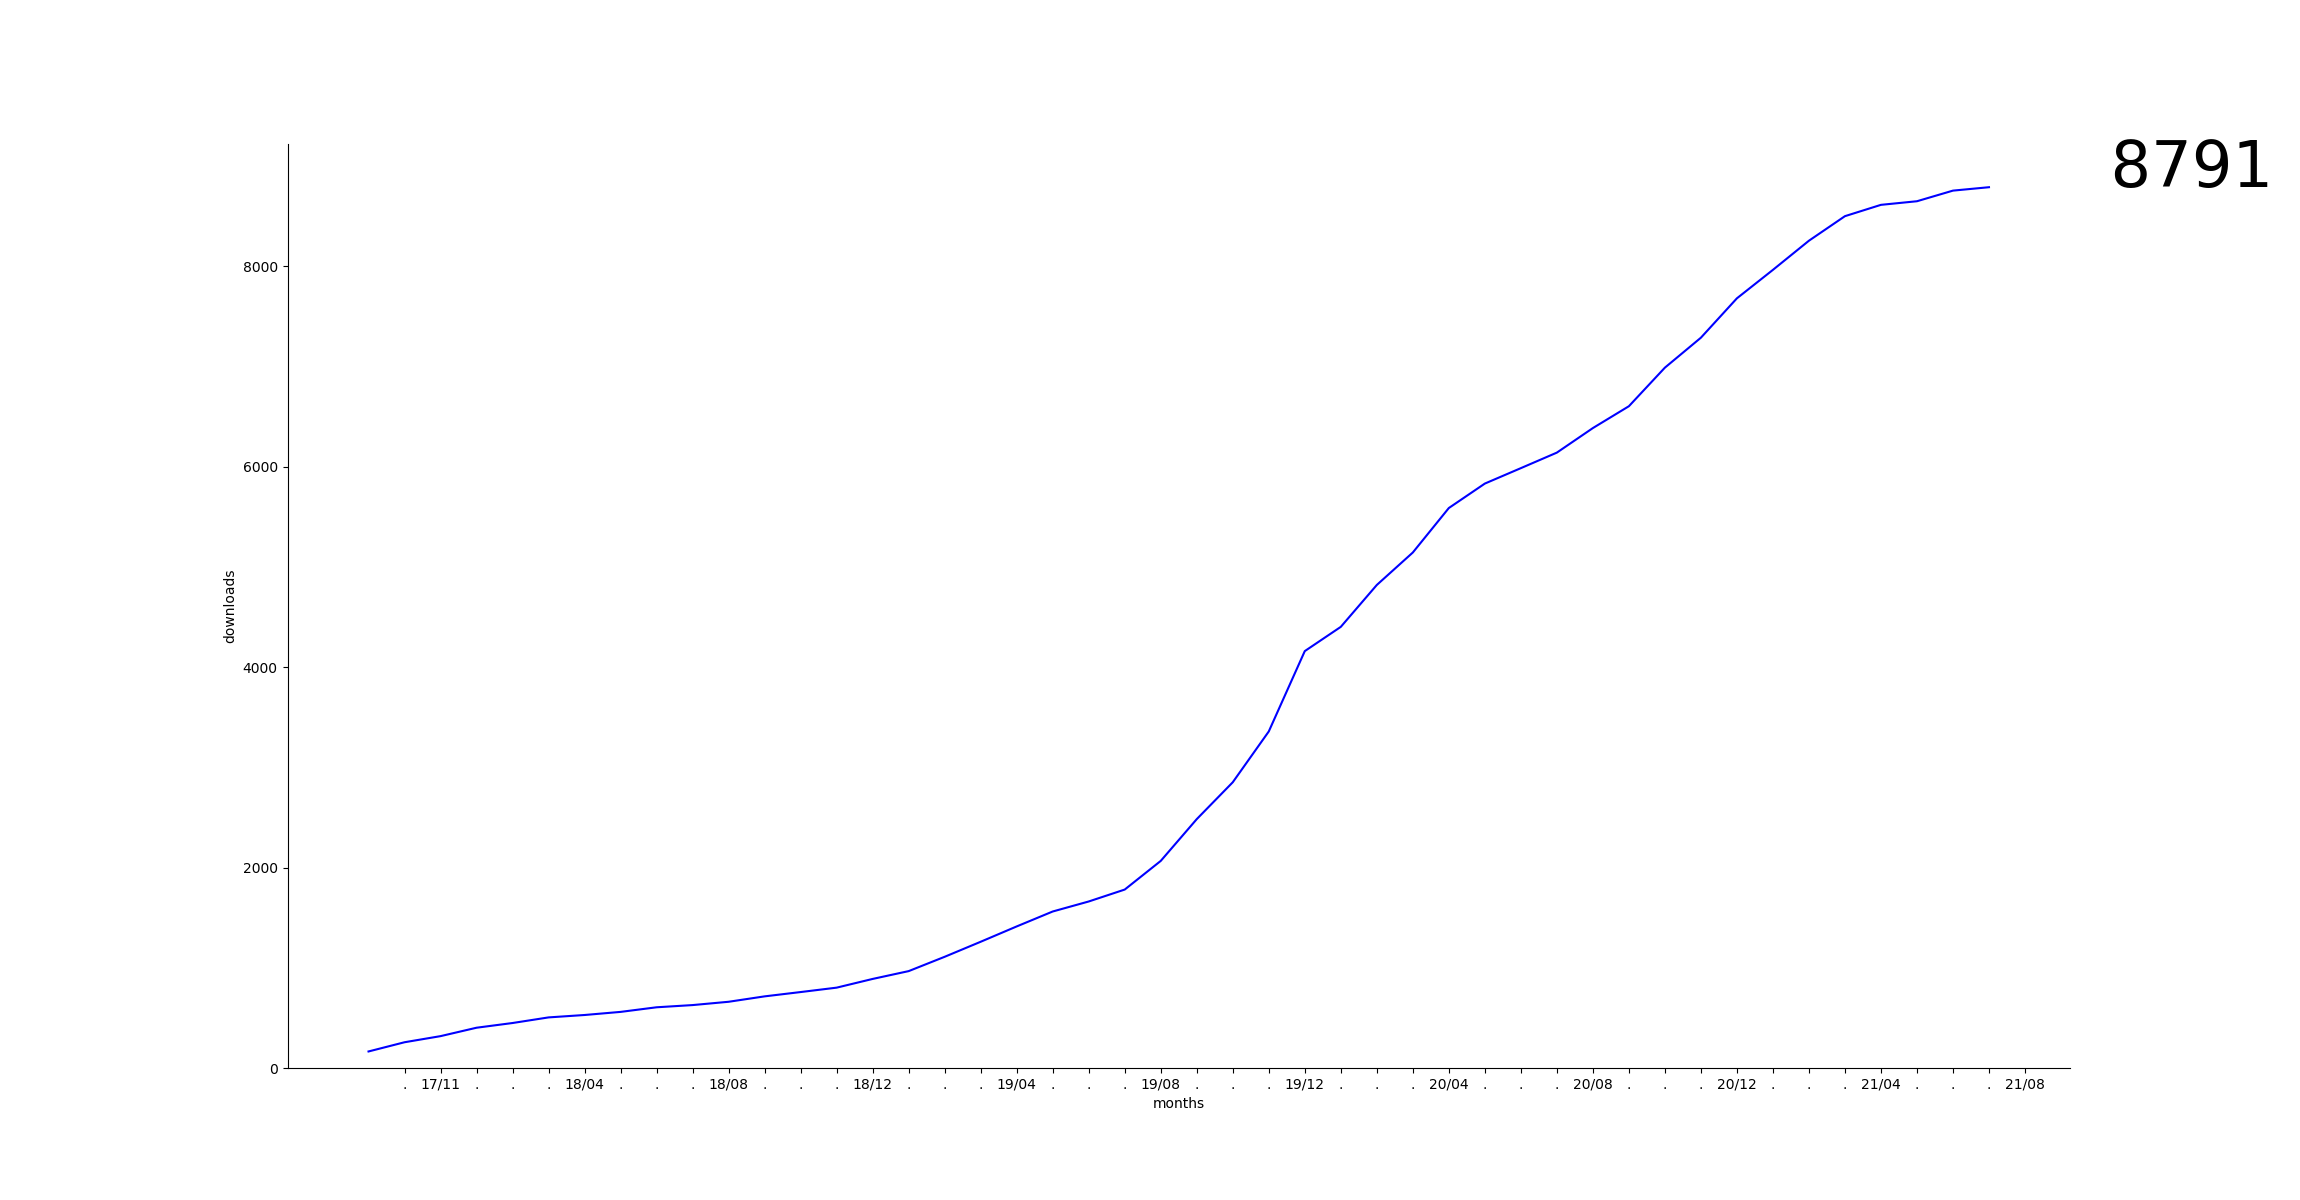 8791
8000
6000
4000
2000
0
downloads
. 17/11 . . . 18/04 . . . 18/08 . . . 18/12 . . . 19/04 . . . 19/08 . . . 19/12 . . . 20/04 . . . 20/08 . . . 20/12 . . . 21/04 . . . 21/08
months